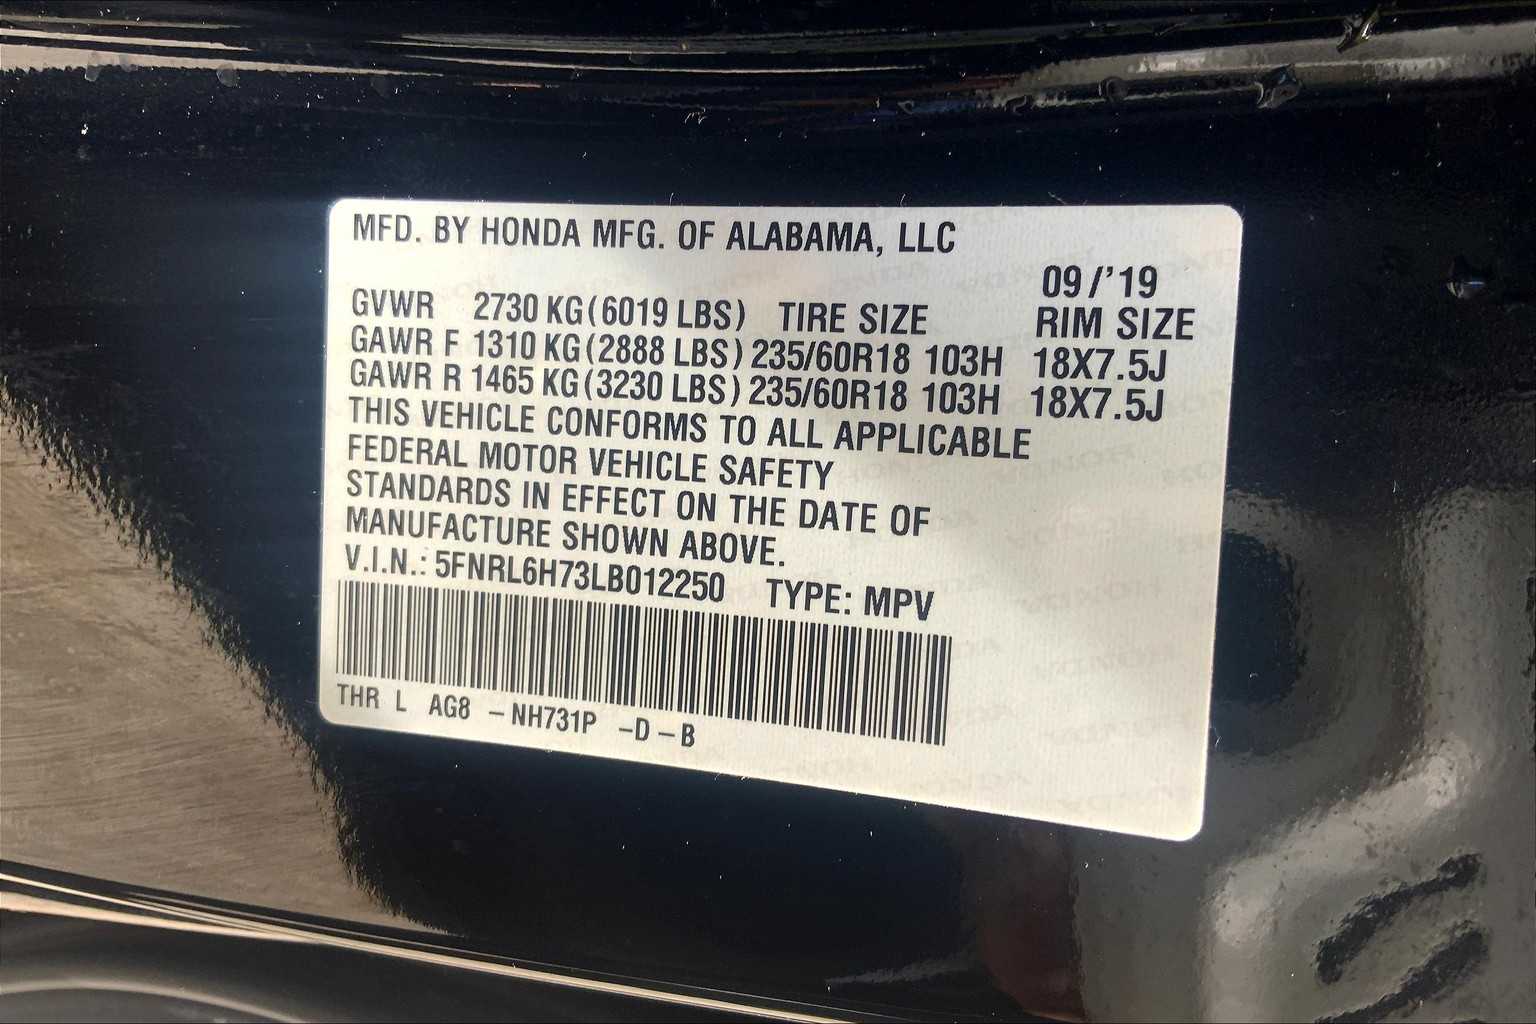 MFD. BY HONDA MFG. OF ALABAMA, LLC
09/'19
GVWR 2730 KG(6019 LBS) TIRE SIZE RIM SIZE
GAWR F 1310 KG(2888 LBS) 235/60R18 103H 18X7.5J
GAWR R 1465 KG(3230 LBS) 235/60R18 103H 18X7.5J
THIS VEHICLE CONFORMS TO ALL APPLICABLE
FEDERAL MOTOR VEHICLE SAFETY
STANDARDS IN EFFECT ON THE DATE OF
MANUFACTURE SHOWN ABOVE.
V.I.N.: 5FNRL6H73LB012250 TYPE: MPV
THR L AG8 -NH731P -D-B